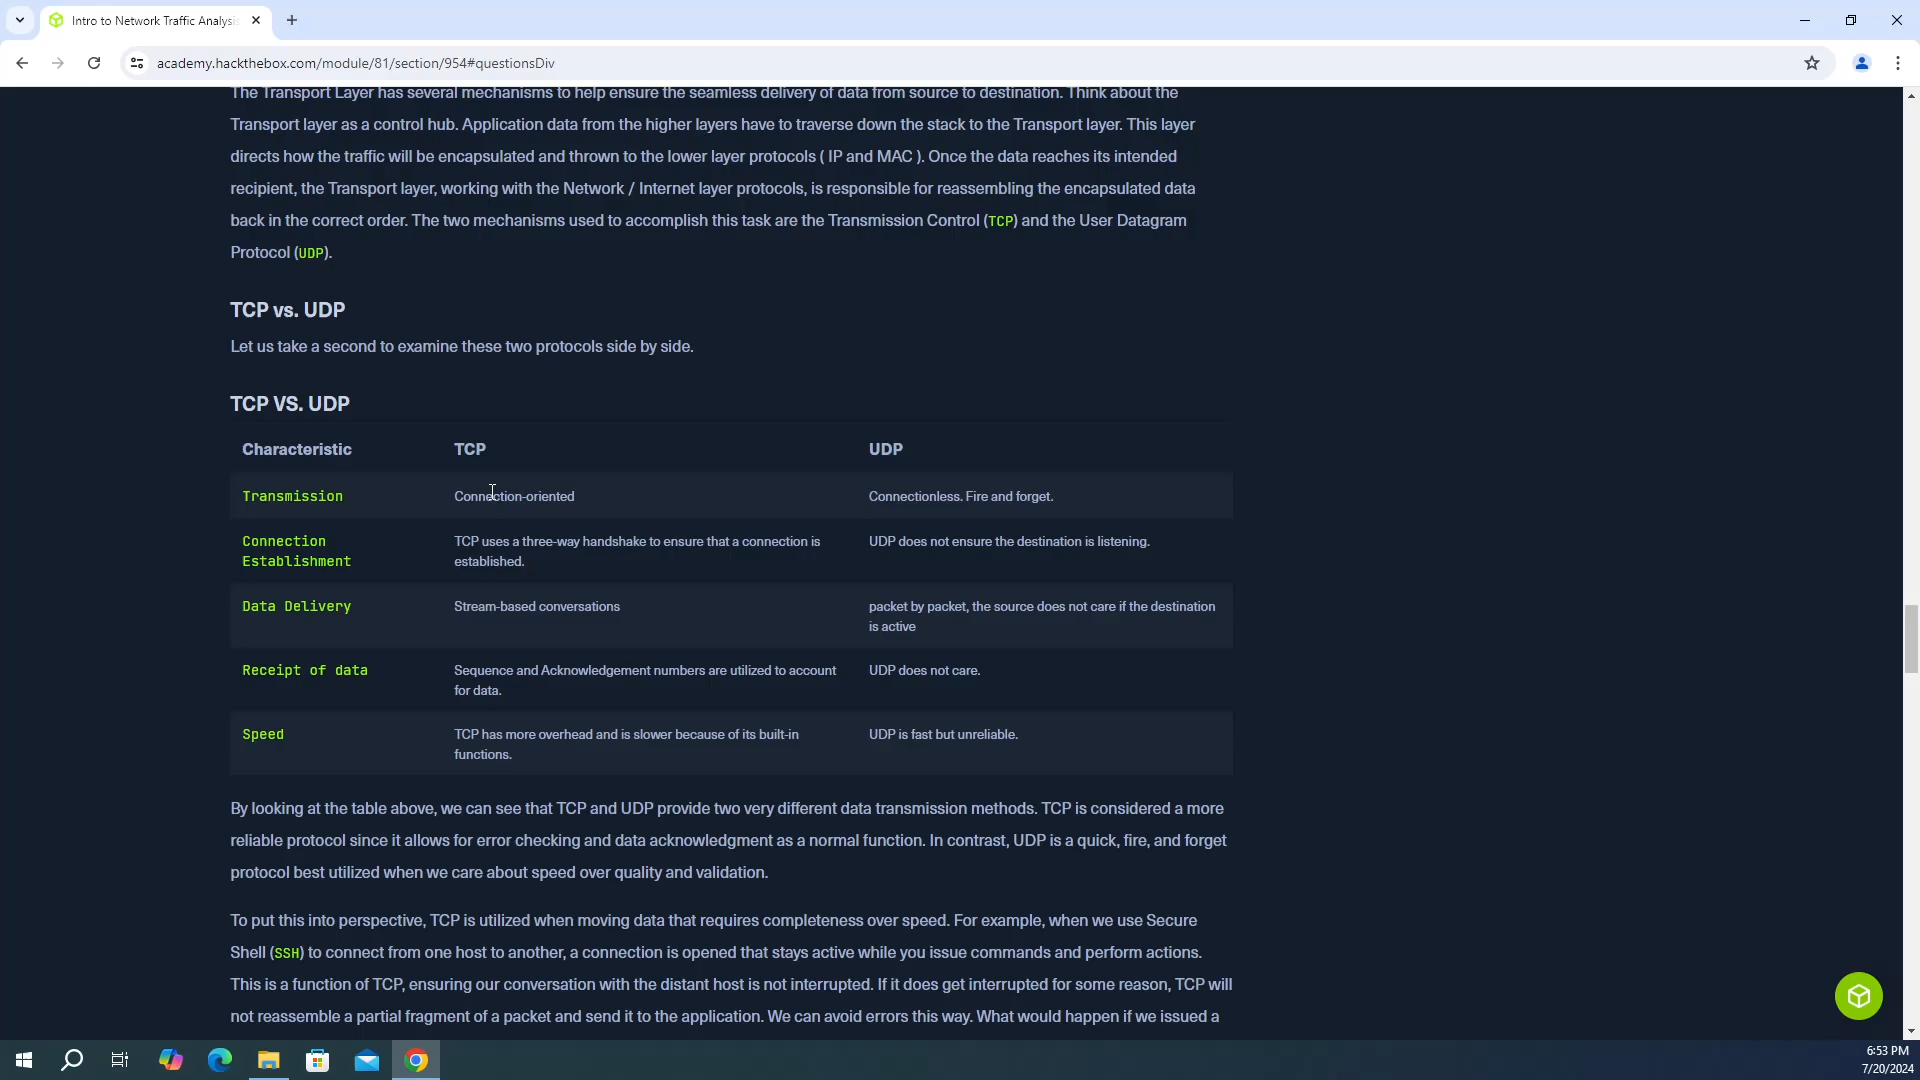 Intro to Network Traffic Analysis
academy.hackthebox.com/module/81/section/954#questionsDiv
The Transport Layer has several mechanisms to help ensure the seamless delivery of data from source to destination. Think about the
Transport layer as a control hub. Application data from the higher layers have to traverse down the stack to the Transport layer. This layer
directs how the traffic will be encapsulated and thrown to the lower layer protocols ( IP and MAC ). Once the data reaches its intended
recipient, the Transport layer, working with the Network / Internet layer protocols, is responsible for reassembling the encapsulated data
back in the correct order. The two mechanisms used to accomplish this task are the Transmission Control (TCP) and the User Datagram
Protocol (UDP).
TCP vs. UDP
Let us take a second to examine these two protocols side by side.
TCP VS. UDP
Characteristic TCP UDP
Transmission Connection-oriented Connectionless. Fire and forget.
Connection TCP uses a three-way handshake to ensure that a connection is UDP does not ensure the destination is listening.
Establishment established.
Data Delivery Stream-based conversations packet by packet, the source does not care if the destination
is active
Receipt of data Sequence and Acknowledgement numbers are utilized to account UDP does not care.
for data.
Speed TCP has more overhead and is slower because of its built-in UDP is fast but unreliable.
functions.
By looking at the table above, we can see that TCP and UDP provide two very different data transmission methods. TCP is considered a more
reliable protocol since it allows for error checking and data acknowledgment as a normal function. In contrast, UDP is a quick, fire, and forget
protocol best utilized when we care about speed over quality and validation.
To put this into perspective, TCP is utilized when moving data that requires completeness over speed. For example, when we use Secure
Shell (SSH) to connect from one host to another, a connection is opened that stays active while you issue commands and perform actions.
This is a function of TCP, ensuring our conversation with the distant host is not interrupted. If it does get interrupted for some reason, TCP will
not reassemble a partial fragment of a packet and send it to the application. We can avoid errors this way. What would happen if we issued a
6:53 PM
7/20/2024